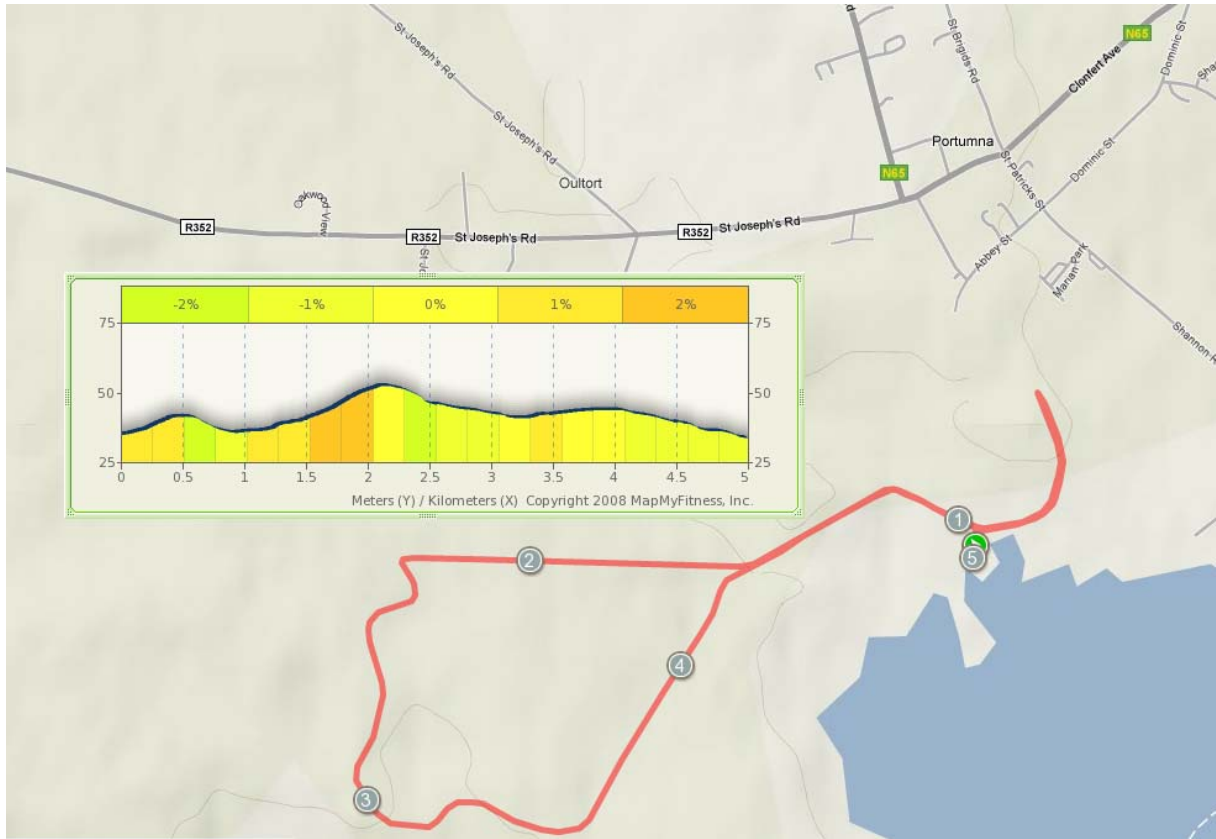 St Joseph's Rd
St Joseph's Rd
Oultort
St Brigids Rd
N65
Clonfert Ave
Dominic St
Portumna
N65
St Patricks St
Dominic St
Oakwood View
R352
R352
St Joseph's Rd
R352
St Joseph's Rd
Abbey St
Marian Park
-2% -1% 0% 1% 2%
75 75
50 50
25 25
0 0.5 1 1.5 2 2.5 3 3.5 4 4.5 5
Meters (Y) / Kilometers (X) Copyright 2008 MapMyFitness, Inc.
Shannon R
1
5
2
4
3